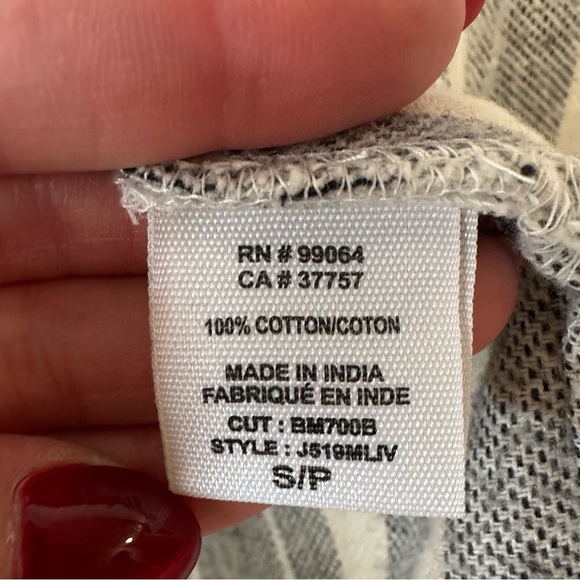 RN # 99064
CA # 37757
100% COTTON/COTON
MADE IN INDIA
FABRIQUÉ EN INDE
CUT : BM700B
STYLE : J519MLIV
S/P